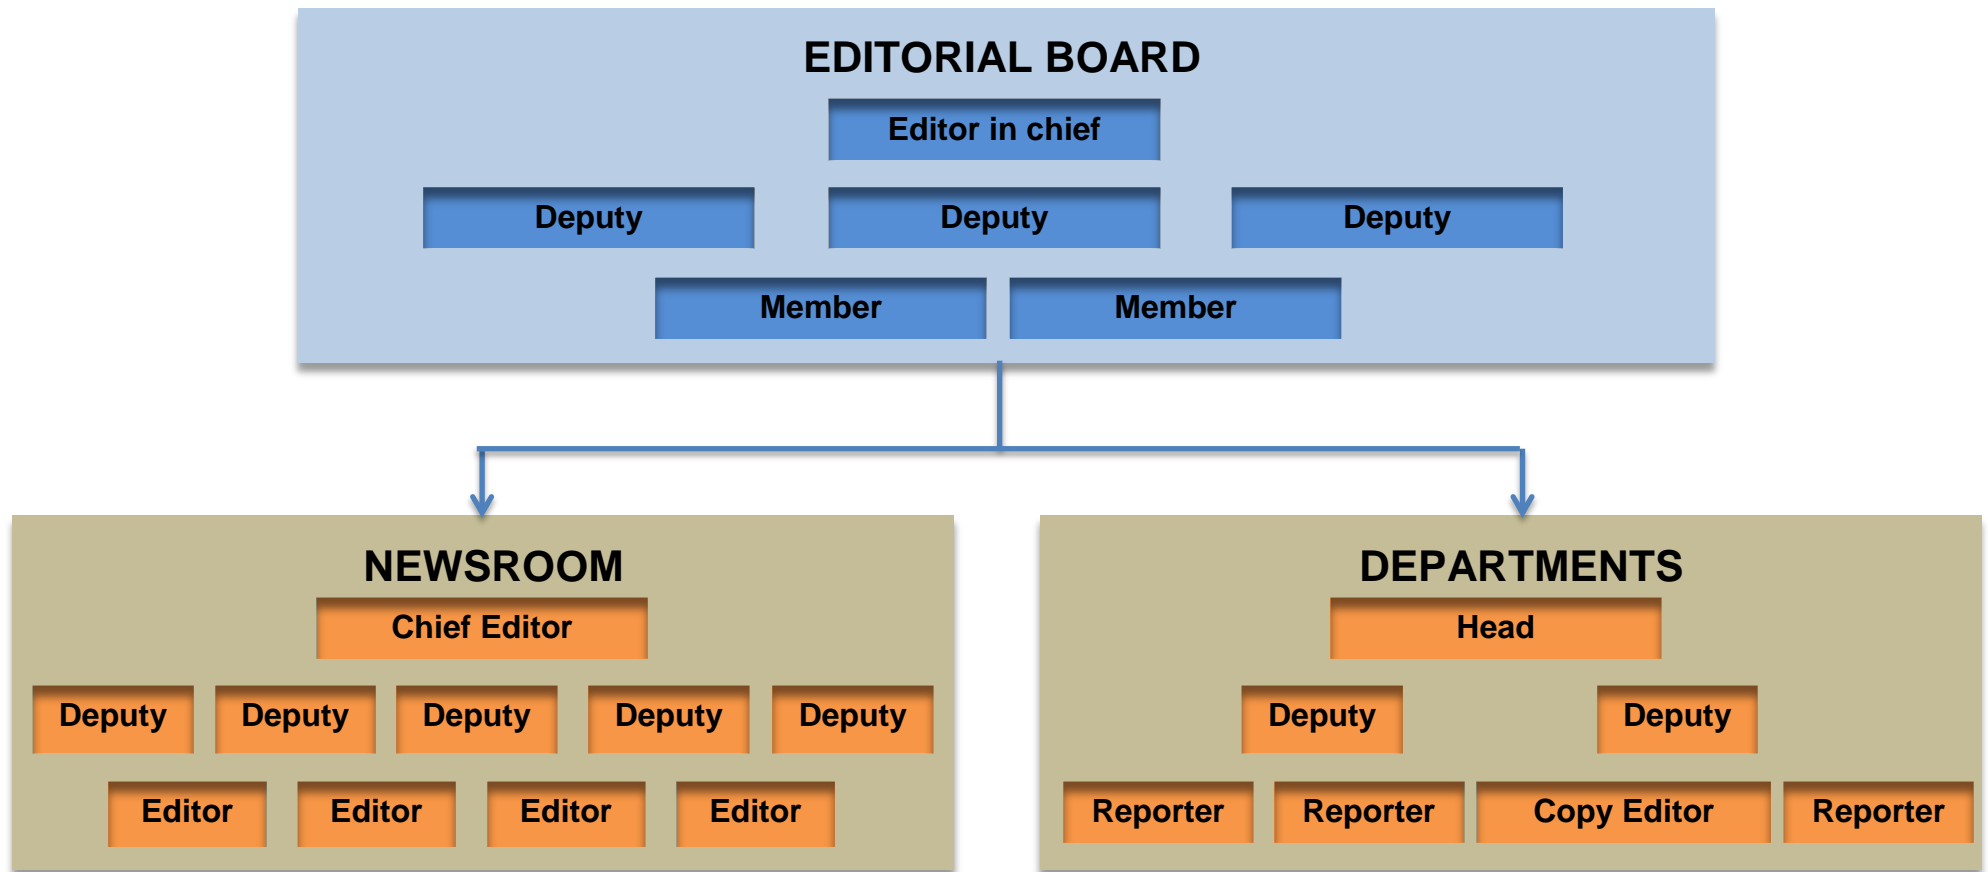 EDITORIAL BOARD
Editor in chief
Deputy Deputy Deputy
Member Member
NEWSROOM
Chief Editor
Deputy Deputy Deputy Deputy Deputy
Editor Editor Editor Editor
DEPARTMENTS
Head
Deputy Deputy
Reporter Reporter Copy Editor Reporter